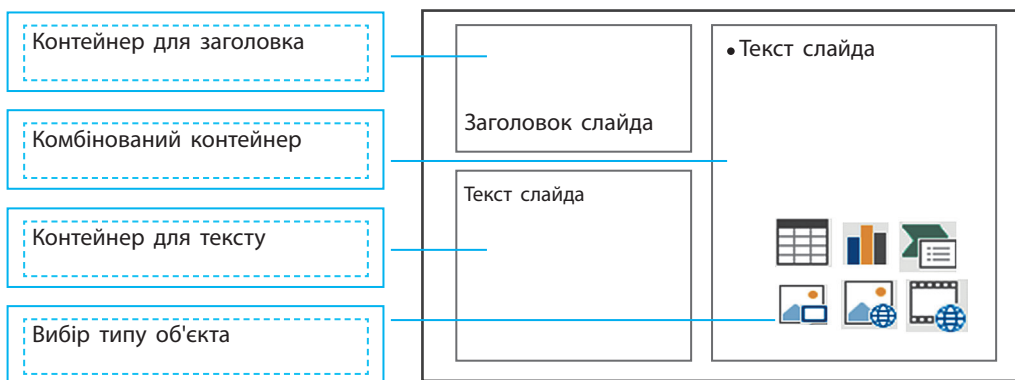 Контейнер для заголовка
Комбінований контейнер
Контейнер для тексту
Вибір типу об'єкта
Заголовок слайда
Текст слайда
• Текст слайда